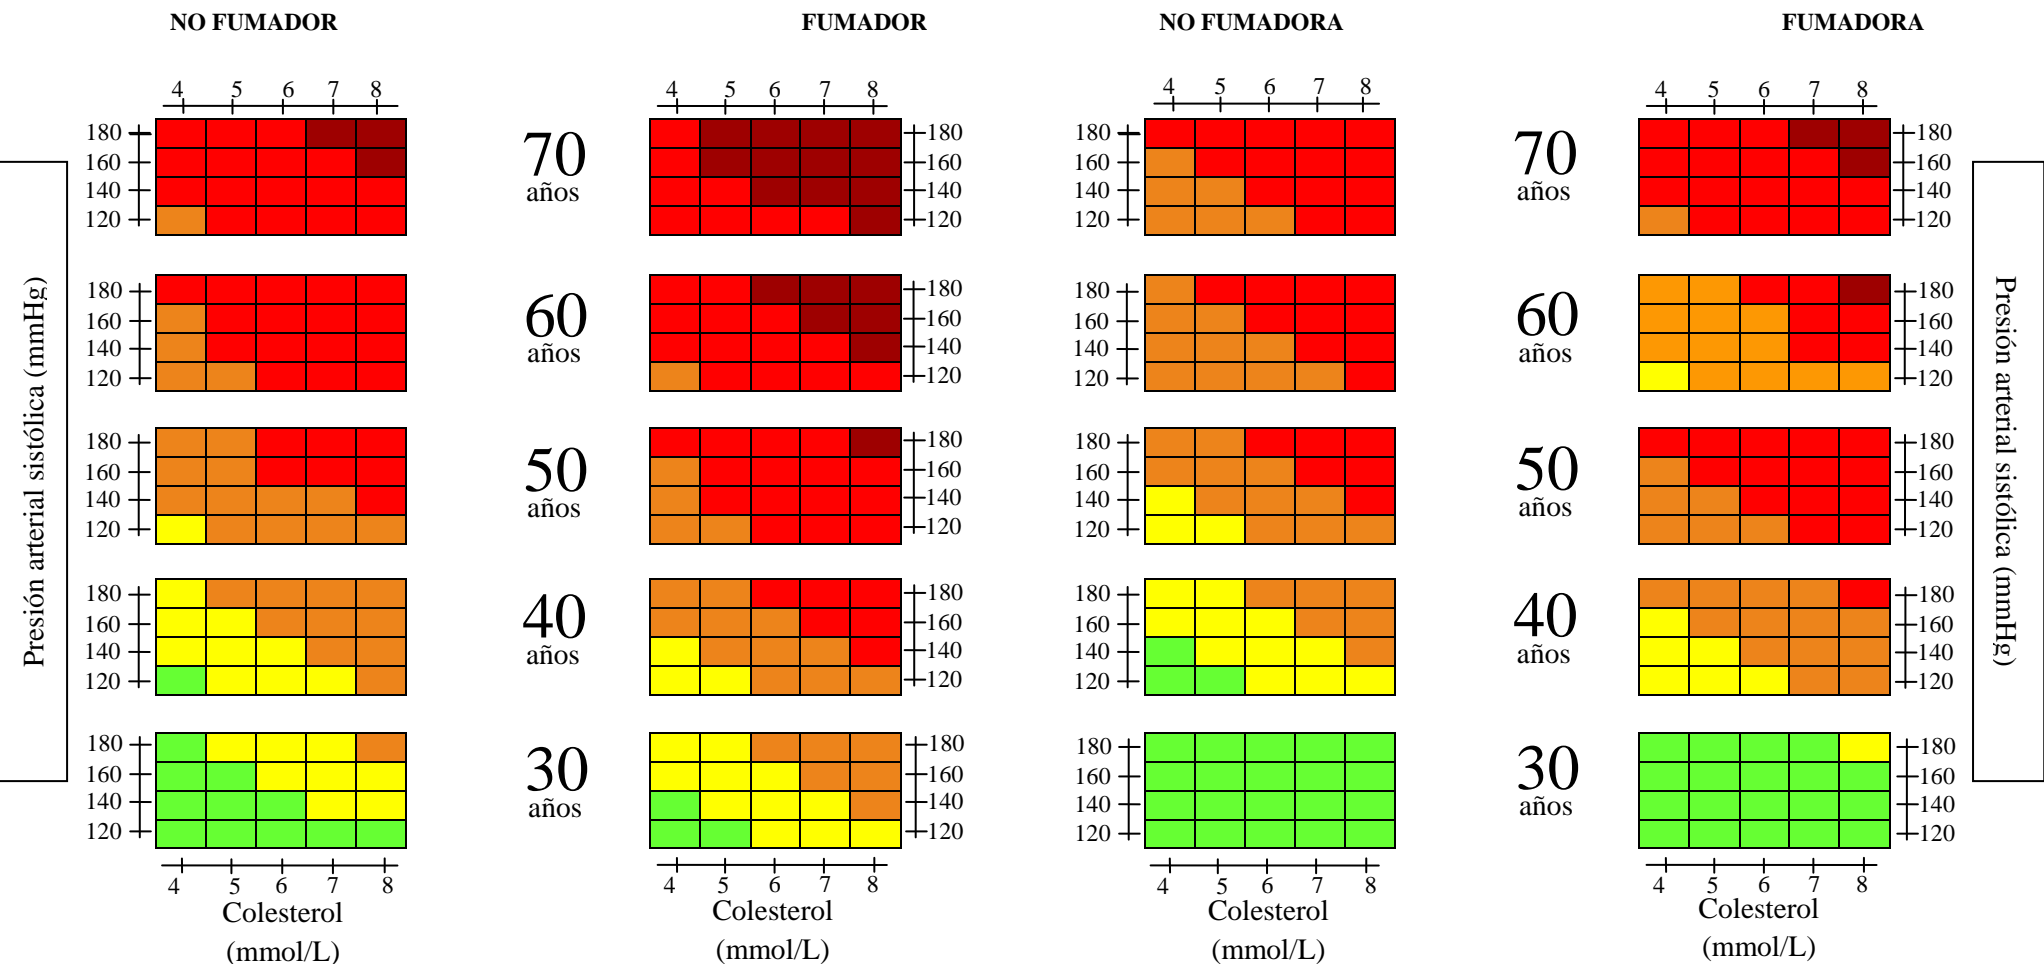 NO FUMADOR FUMADOR NO FUMADORA FUMADORA
4 5 6 7 8 4 5 6 7 8 4 5 6 7 8 4 5 6 7 8
180 70 180 180 70 180
160 160 160 160
140 años 140 140 años 140
120 120 120 120
180 60 180 180 60 180
160 160 160 160
140 años 140 140 años 140
120 120 120 120
180 50 180 180 50 180
160 160 160 160
140 años 140 140 años 140
120 120 120 120
180 40 180 180 40 180
160 160 160 160
140 años 140 140 años 140
120 120 120 120
180 30 180 180 30 180
160 160 160 160
140 años 140 140 años 140
120 120 120 120
4 5 6 7 8 4 5 6 7 8 4 5 6 7 8 4 5 6 7 8
Colesterol Colesterol Colesterol Colesterol
(mmol/L) (mmol/L) (mmol/L) (mmol/L)
Presión arterial sistólica (mmHg)
Presión arterial sistólica (mmHg)